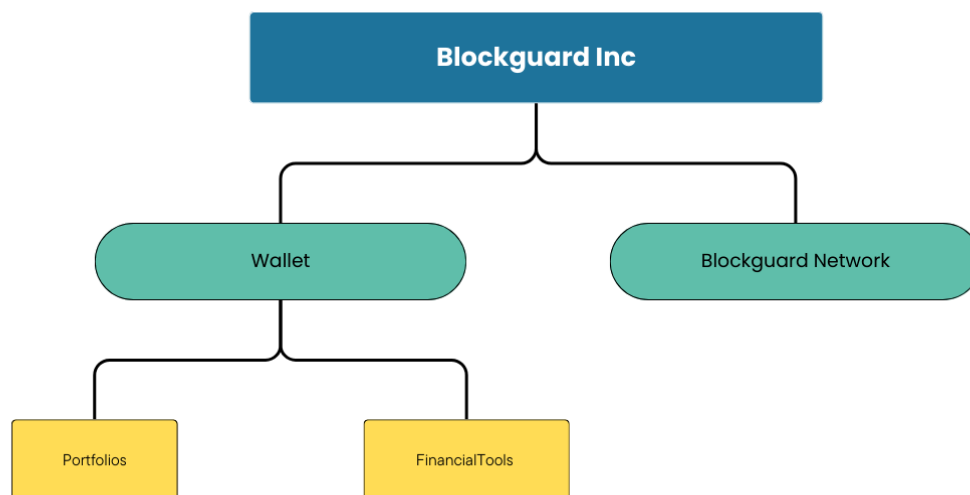 Blockguard Inc
Wallet
Blockguard Network
Portfolios
FinancialTools